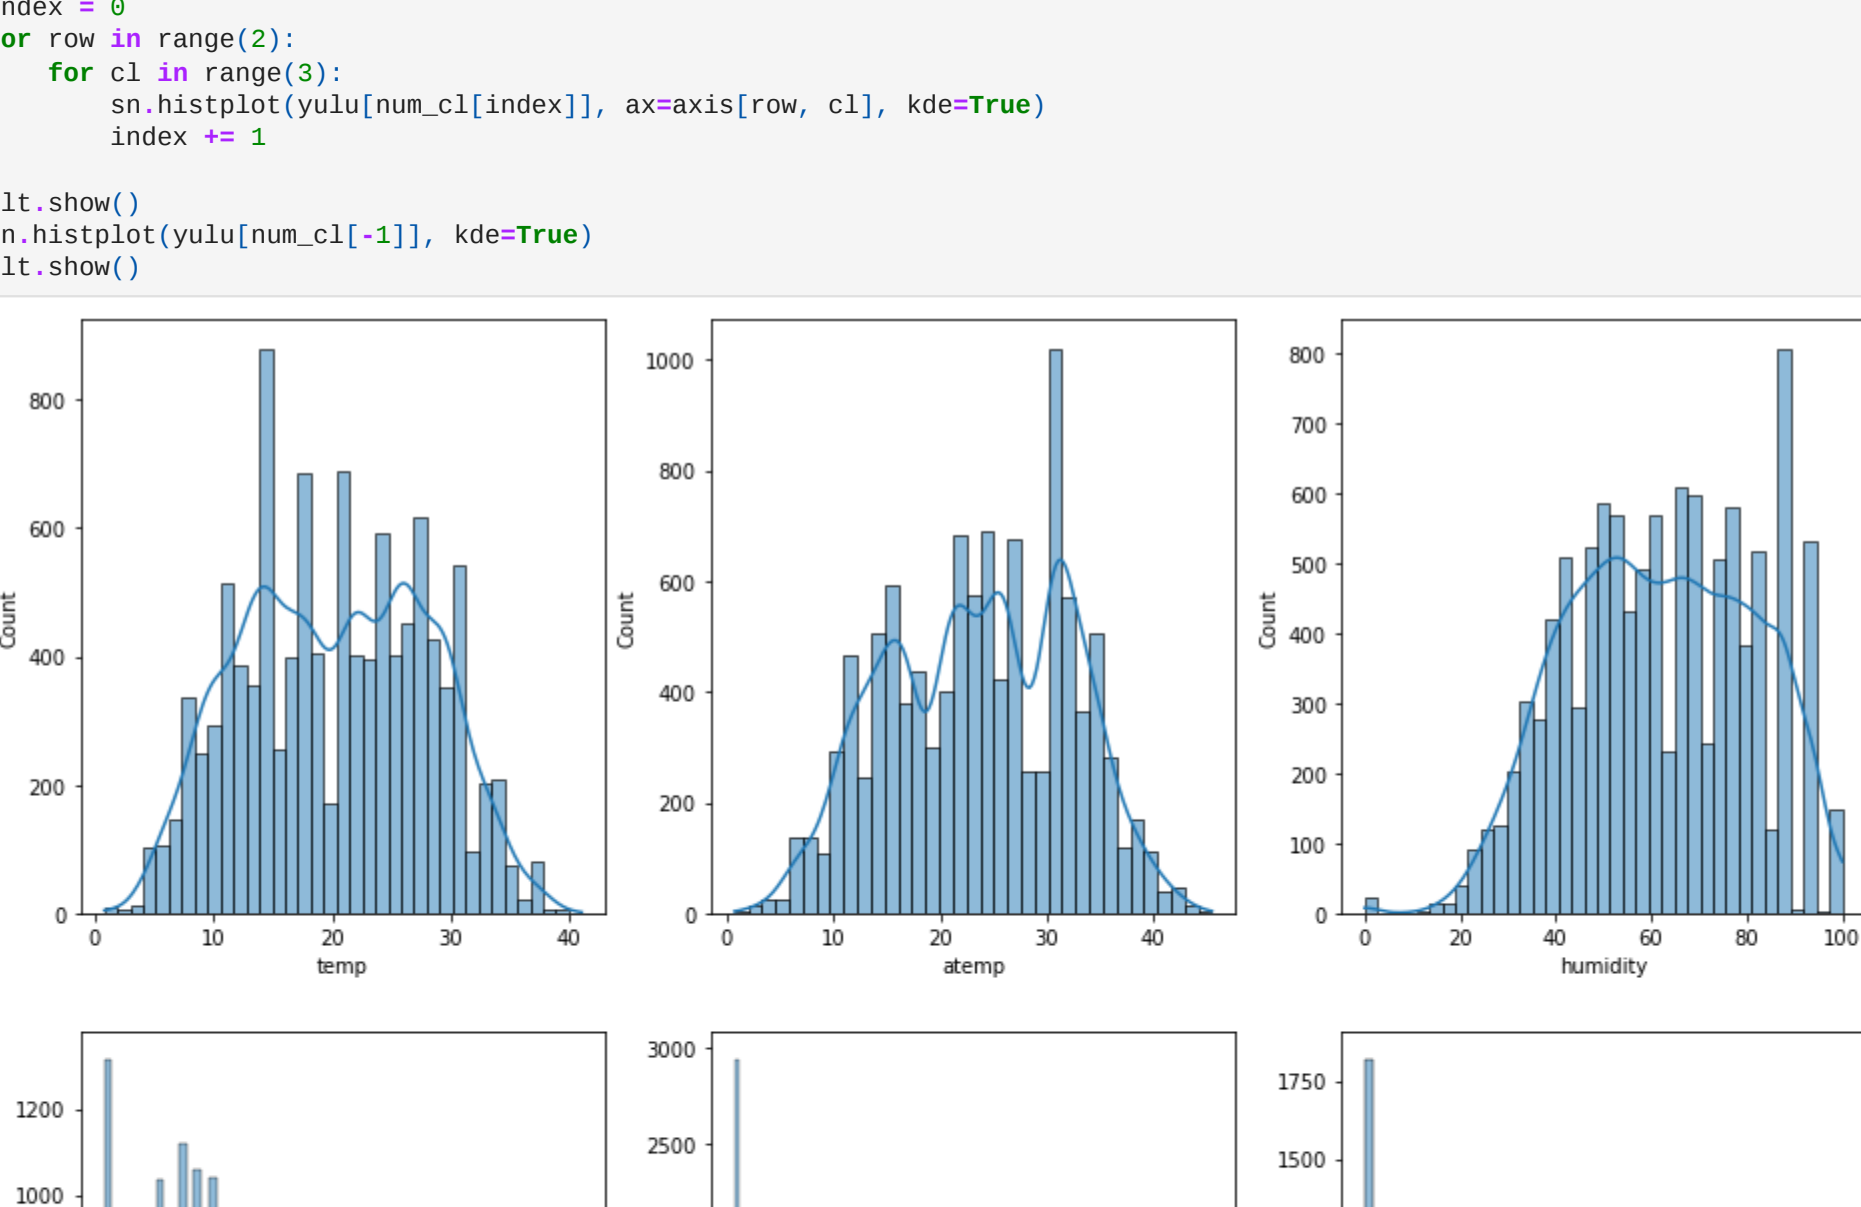 ndex = 0
or row in range(2):
    for cl in range(3):
        sn.histplot(yulu[num_cl[index]], ax=axis[row, cl], kde=True)
        index += 1
lt.show()
n.histplot(yulu[num_cl[-1]], kde=True)
lt.show()
800
600
400
200
0
Count
0 10 20 30 40
temp
1000
800
600
400
200
0
Count
0 10 20 30 40
atemp
800
700
600
500
400
300
200
100
0
Count
0 20 40 60 80 100
humidity
1200
1000
3000
2500
1750
1500